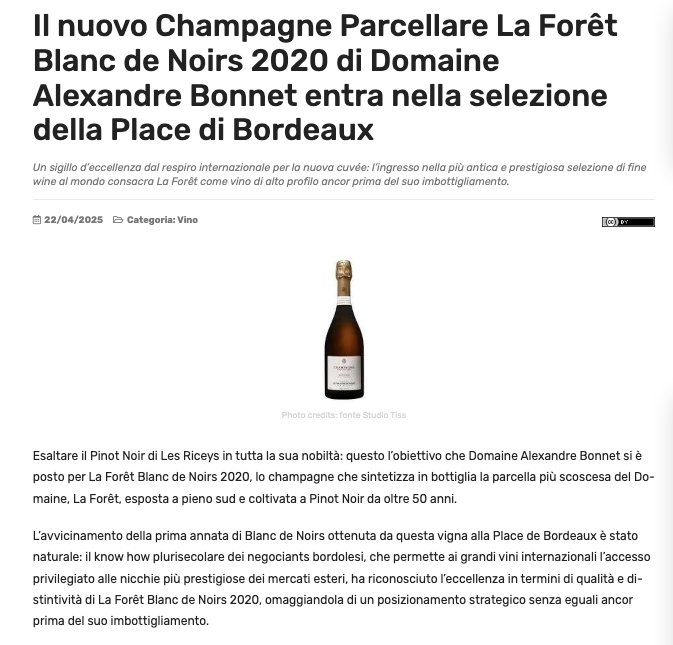 Il nuovo Champagne Parcellare La Forêt
Blanc de Noirs 2020 di Domaine
Alexandre Bonnet entra nella selezione
della Place di Bordeaux
Un sigillo d'eccellenza dal respiro internazionale per la nuova cuvée: l'ingresso nella più antica e prestigiosa selezione di fine
wine al mondo consacra La Forêt come vino di alto profilo ancor prima del suo imbottigliamento.
22/04/2025 Categoria: Vino
cc BY
CHAMPAGNE
Photo credits: fonte Studio Tiss
Esaltare il Pinot Noir di Les Riceys in tutta la sua nobiltà: questo l'obiettivo che Domaine Alexandre Bonnet si è
posto per La Forêt Blanc de Noirs 2020, lo champagne che sintetizza in bottiglia la parcella più scoscesa del Do-
maine, La Forêt, esposta a pieno sud e coltivata a Pinot Noir da oltre 50 anni.
L'avvicinamento della prima annata di Blanc de Noirs ottenuta da questa vigna alla Place de Bordeaux è stato
naturale: il know how plurisecolare dei negociants bordolesi, che permette ai grandi vini internazionali l'accesso
privilegiato alle nicchie più prestigiose dei mercati esteri, ha riconosciuto l'eccellenza in termini di qualità e di-
stintività di La Forêt Blanc de Noirs 2020, omaggiandola di un posizionamento strategico senza eguali ancor
prima del suo imbottigliamento.